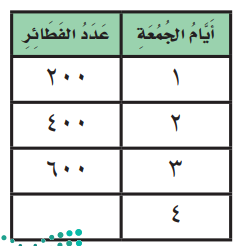 أَيَّامُ الجُمُعَةِ عَدَدُ الفَطَائِرِ
١ ٢٠٠
٢ ٤٠٠
٣ ٦٠٠
٤